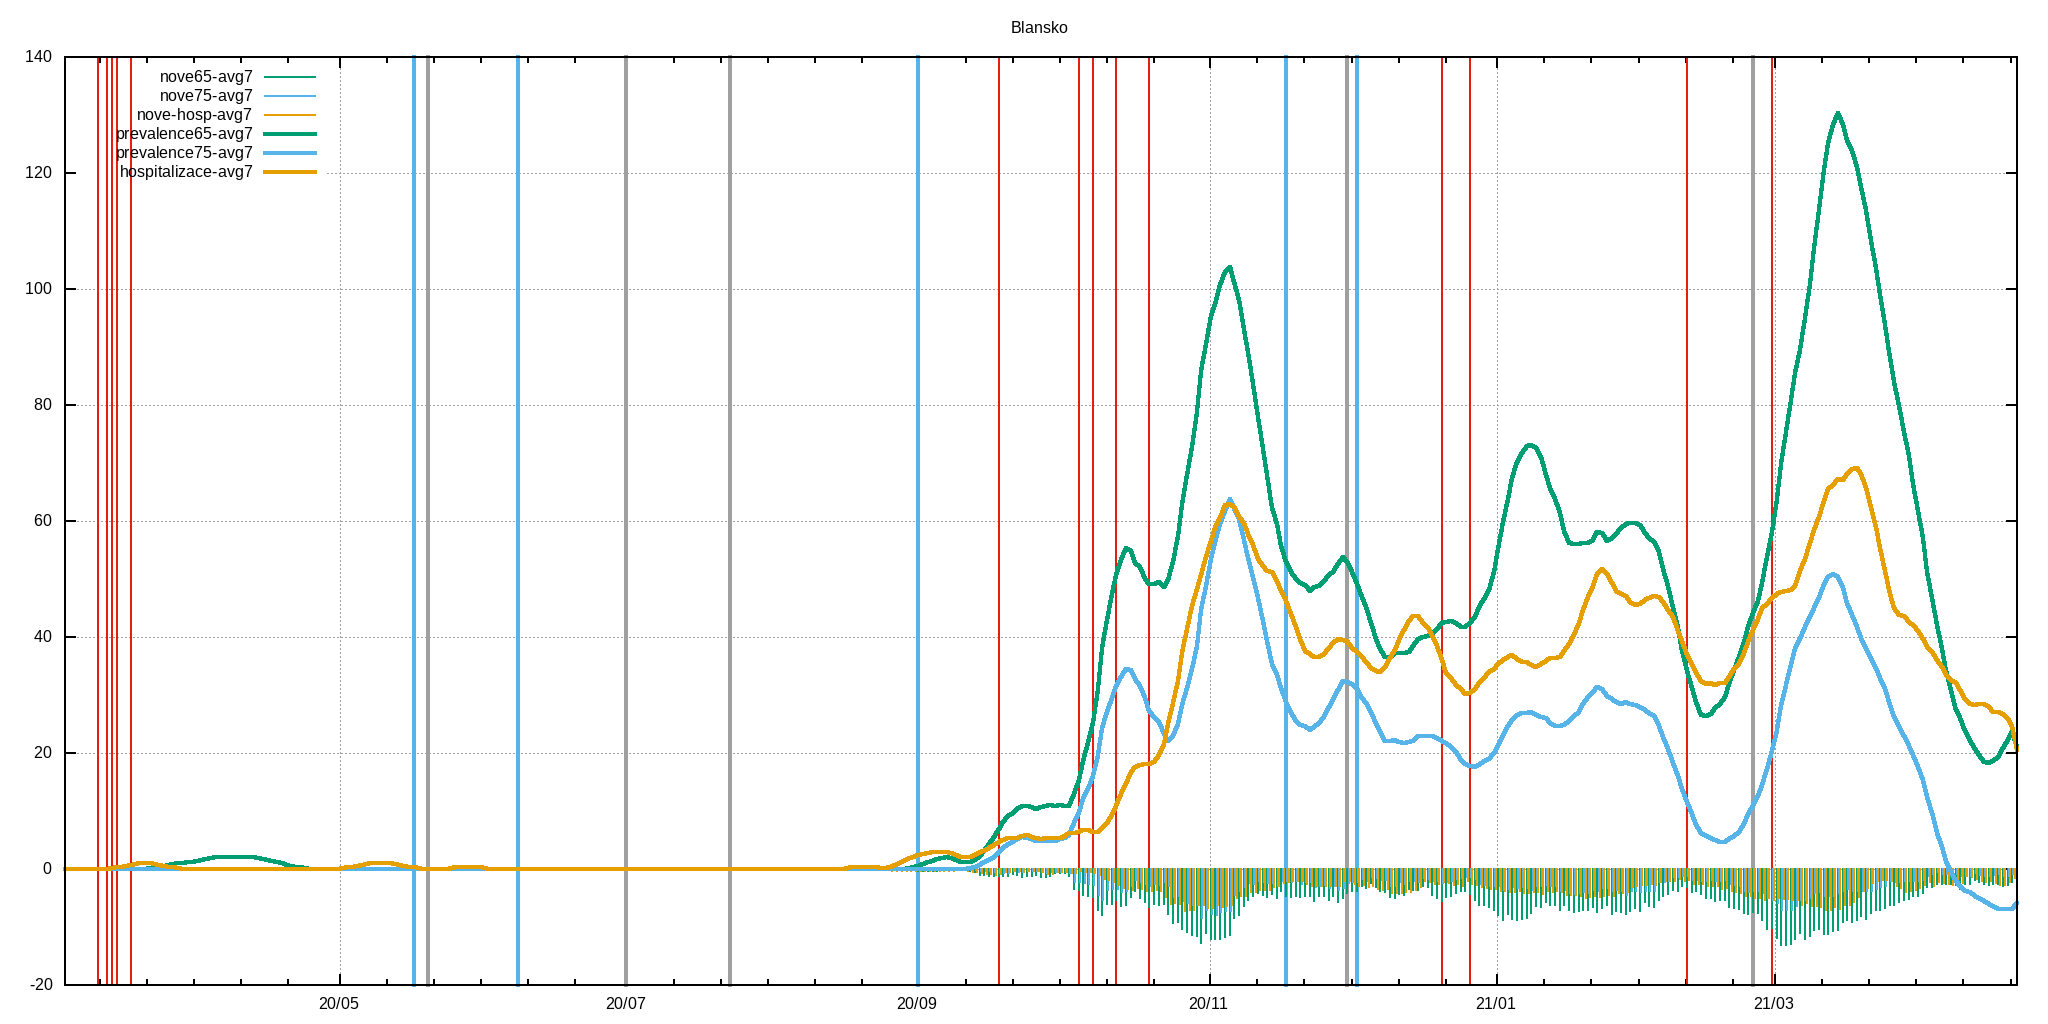 Blansko
140
nove65-avg7
nove75-avg7
nove-hosp-avg7
prevalence65-avg7
prevalence75-avg7
hospitalizace-avg7
120
100
80
60
40
20
0
-20
20/05 20/07 20/09 20/11 21/01 21/03